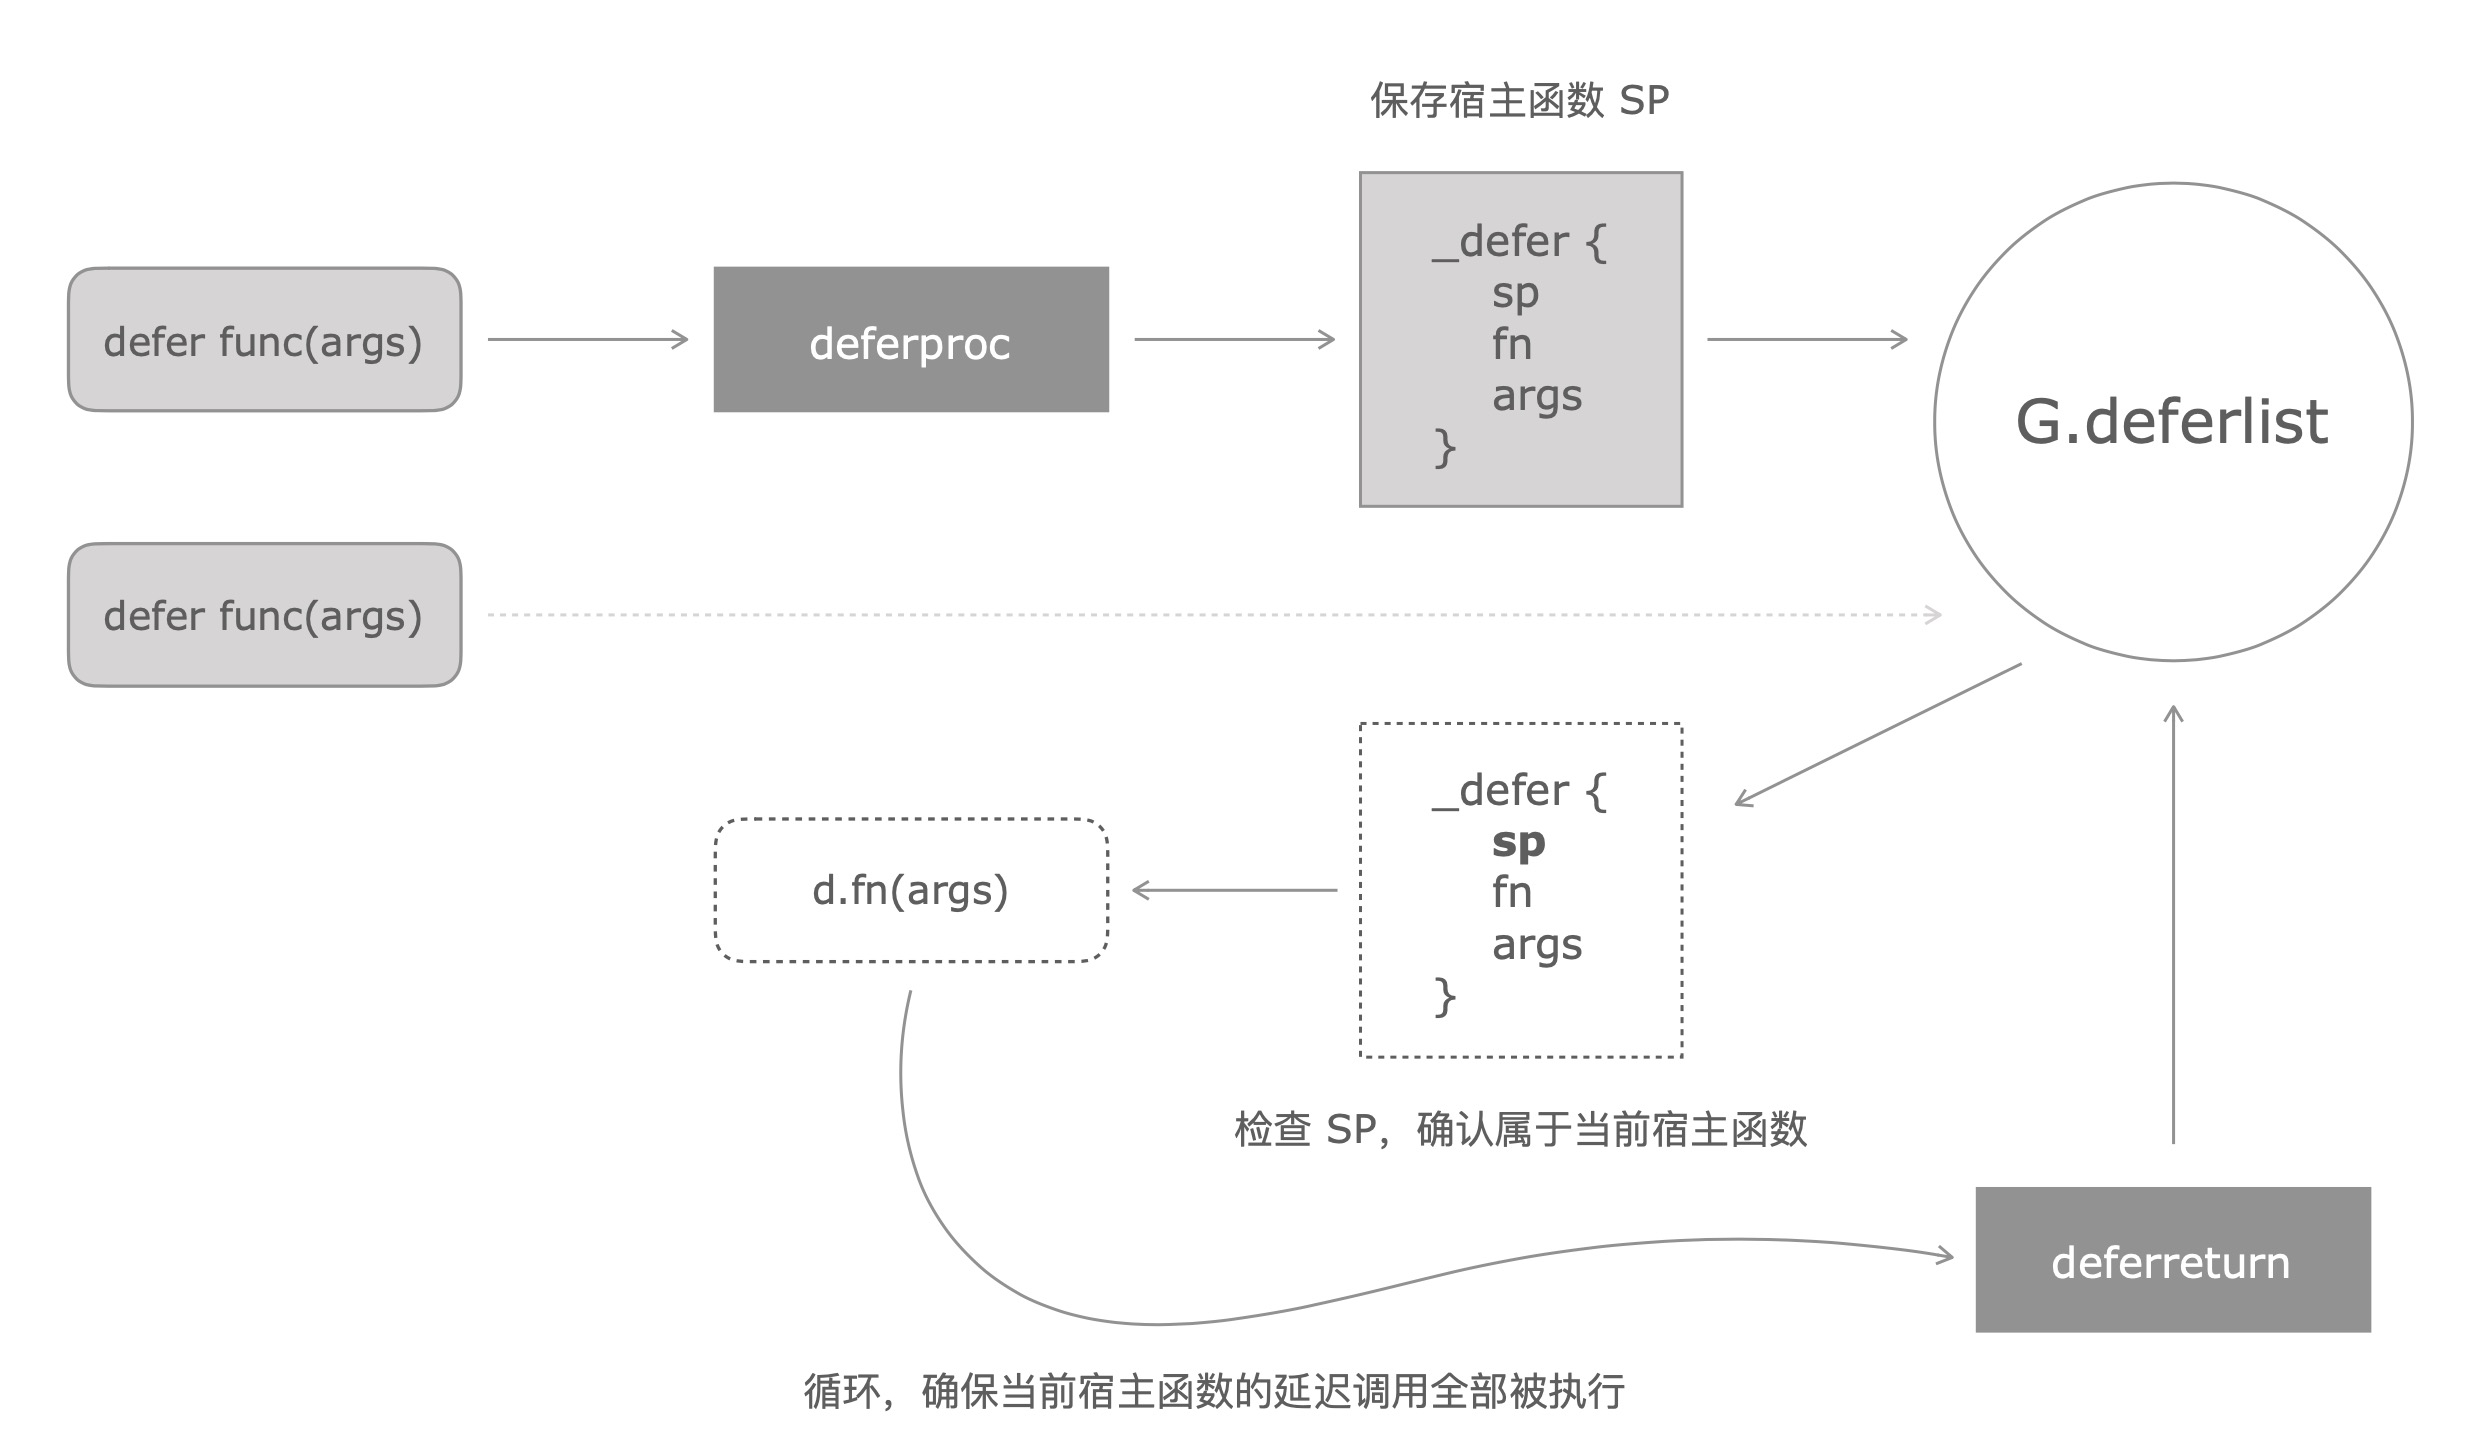 保存宿主函数 SP
defer func(args)
deferproc
_defer {
sp
fn
args
}
G.deferlist
defer func(args)
d.fn(args)
_defer {
sp
fn
args
}
检查 SP，确认属于当前宿主函数
deferreturn
循环，确保当前宿主函数的延迟调用全部被执行